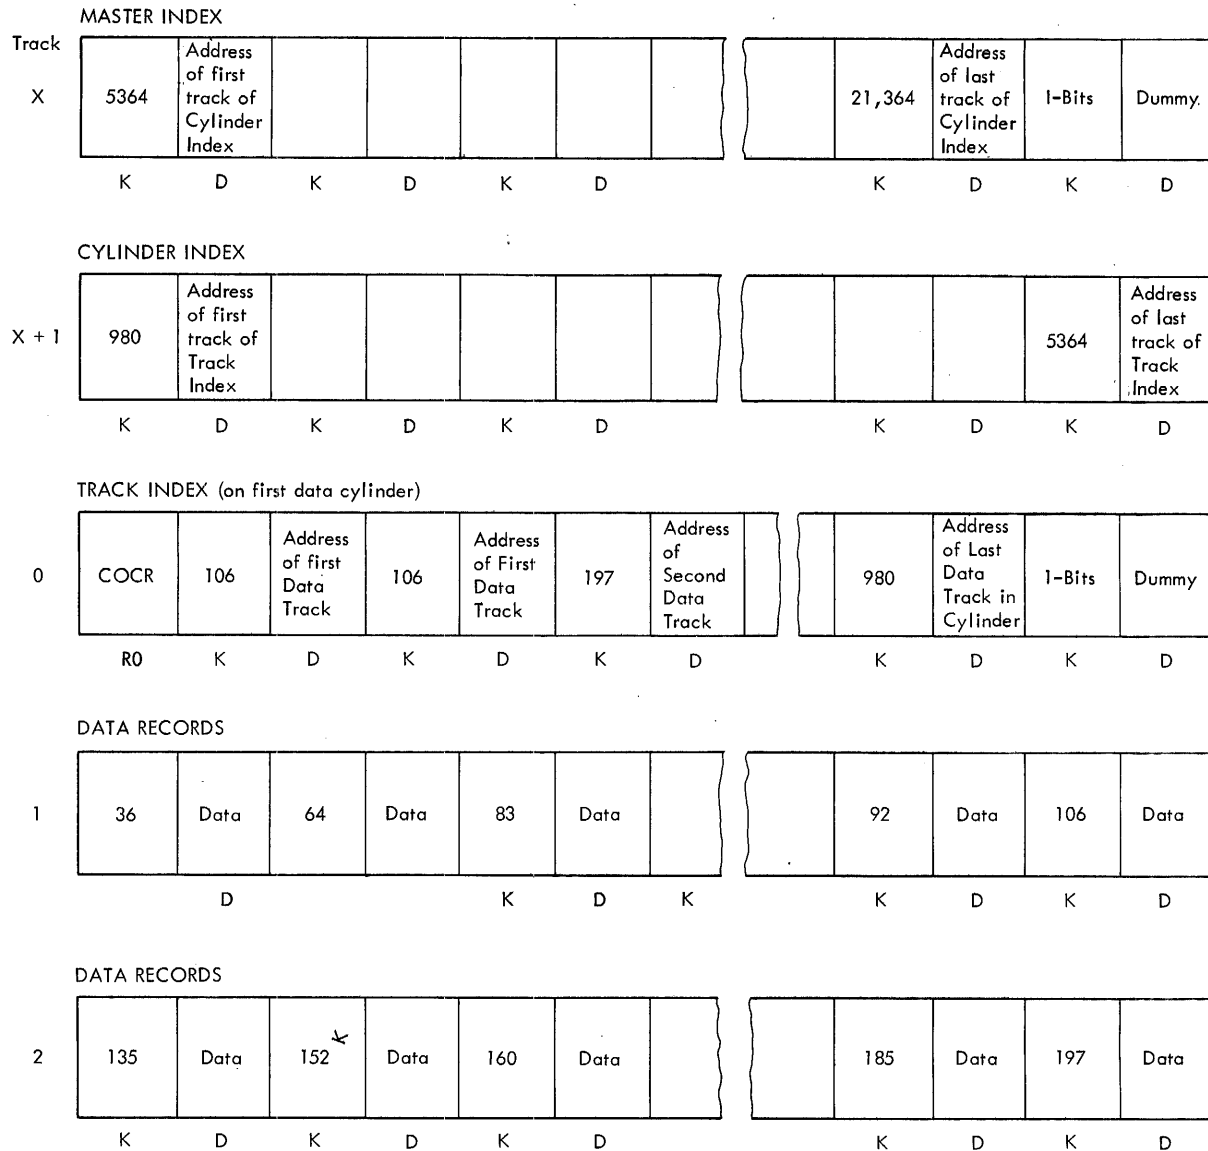 MASTER INDEX
Track
X
5364
Address
of first
track of
Cylinder
Index
21,364
Address
of last
track of
Cylinder
Index
1-Bits
Dummy.
K D K D K D K D K D
CYLINDER INDEX
X + 1
980
Address
of first
track of
Track
Index
5364
Address
of last
track of
Track
Index
K D K D K D K D K D
TRACK INDEX (on first data cylinder)
0
COCR
106
Address
of first
Data
Track
106
Address
of First
Data
Track
197
Address
of
Second
Data
Track
980
Address
of Last
Data
Track in
Cylinder
1-Bits
Dummy
R0 K D K D K D K D K D
DATA RECORDS
1 36 Data 64 Data 83 Data 92 Data 106 Data
D K D K K D K D
DATA RECORDS
2 135 Data 152 K Data 160 Data 185 Data 197 Data
K D K D K D K D K D